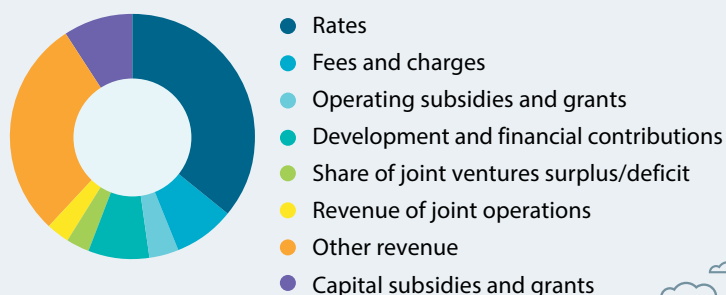 Rates
Fees and charges
Operating subsidies and grants
Development and financial contributions
Share of joint ventures surplus/deficit
Revenue of joint operations
Other revenue
Capital subsidies and grants